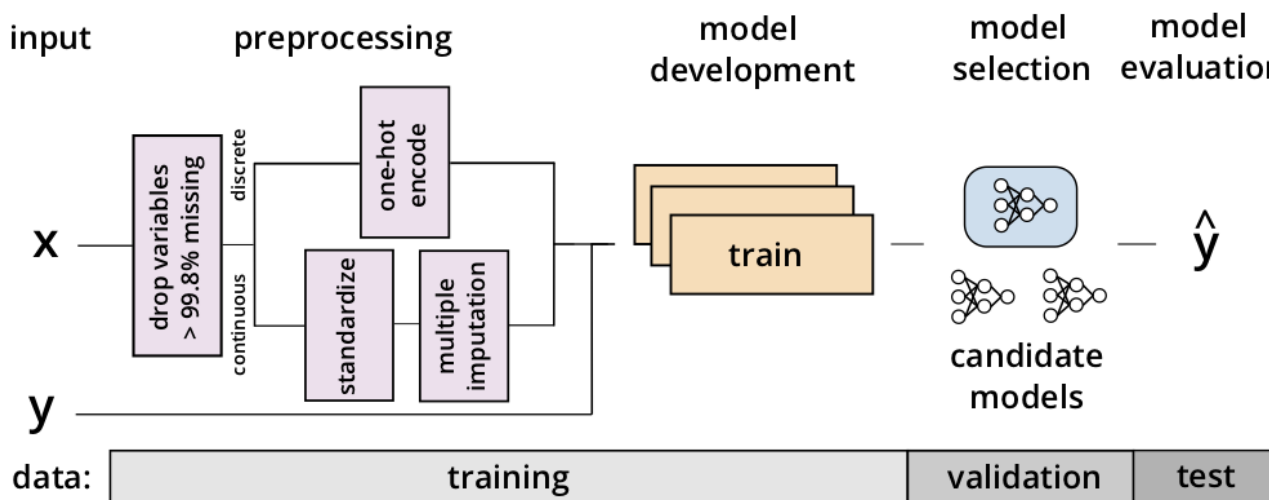 input
preprocessing
model
development
model
selection
model
evaluation
drop variables
> 99.8% missing
discrete
continuous
one-hot
encode
standardize
multiple
imputation
x
y
train
candidate
models
ŷ
data:
training
validation
test